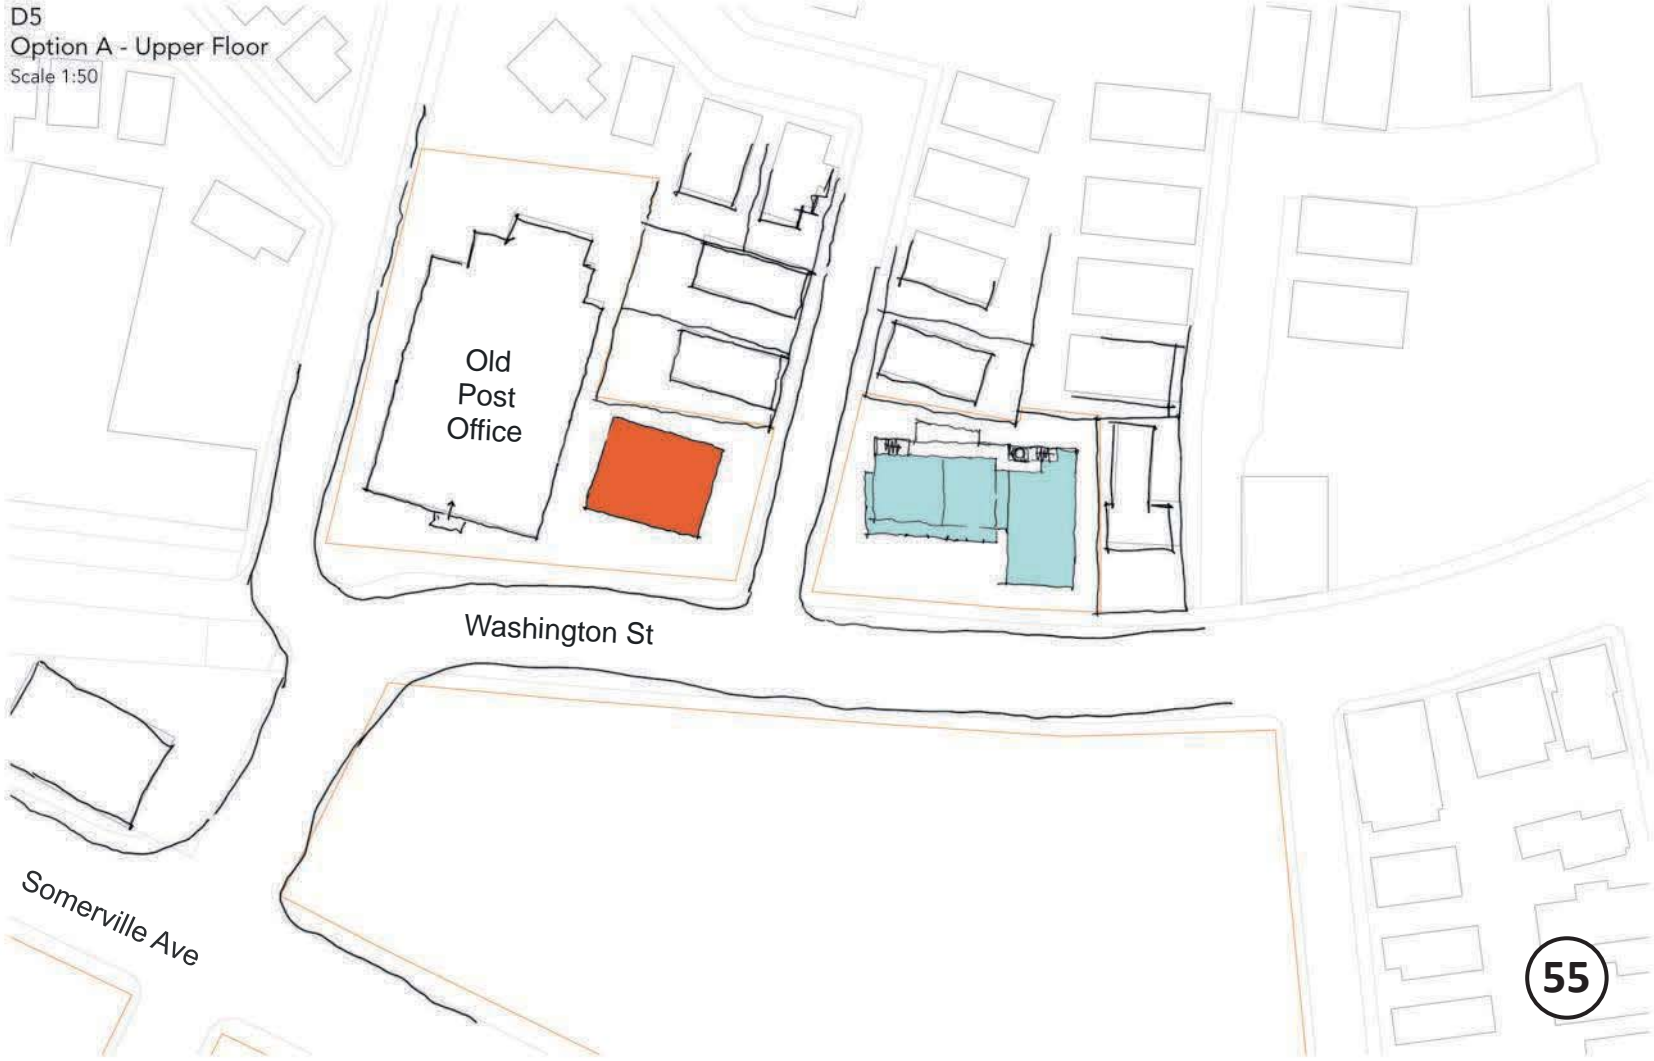 D5
Option A - Upper Floor
Scale 1:50
Old
Post
Office
Washington St
Somerville Ave
55